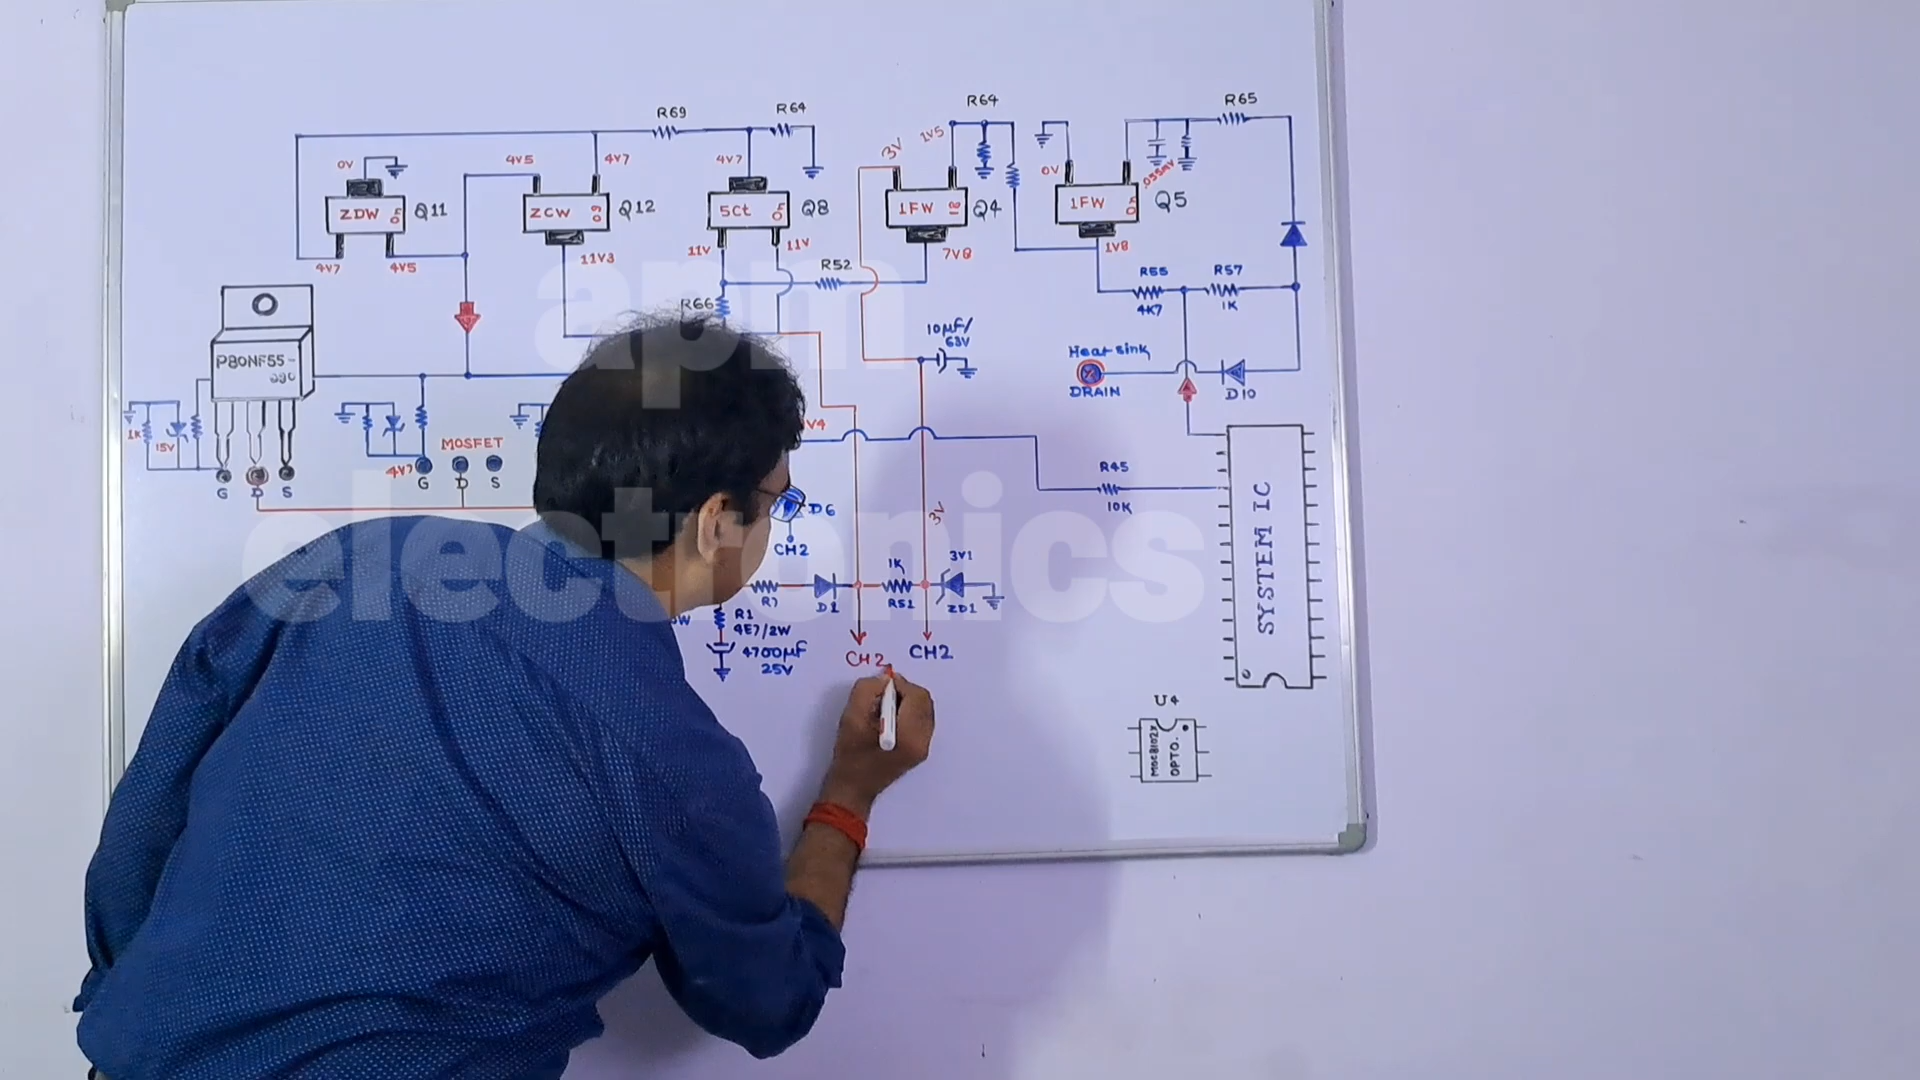 R69
R64
R64
R65
0V
4V5
4V7
4V7
3V
1V5
0V
.055mV
ZDW
Q11
ZCW
Q12
5Ct
Q8
1FW
Q4
1FW
Q5
4V7
4V5
11V3
11V
11V
7V8
1V8
R52
R66
R55
4K7
R57
1K
P80NF55-
10µF/
63V
Heat sink
DRAIN
D10
1K
15V
MOSFET
4V7
G
D
S
G
D
S
V4
R45
10K
SYSTEM IC
D6
CH2
3V
R7
D1
1K
R51
3V1
ZD1
R1
4E7/2W
4700µF
25V
CH2
CH2
U4
OPTO.
apm
electronics